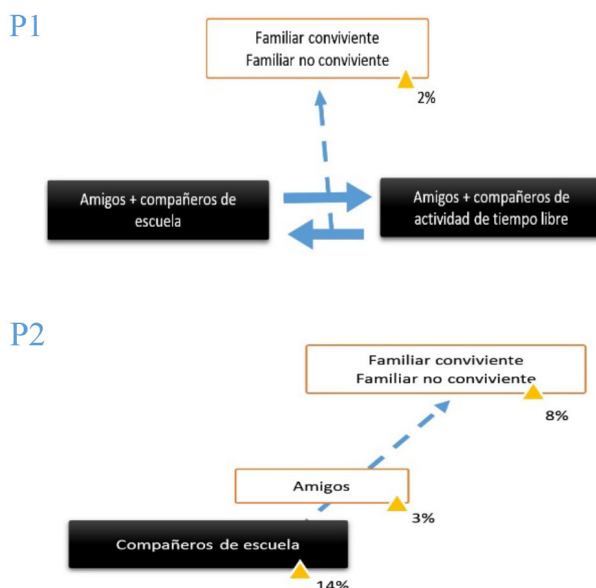 P1
Familiar conviviente
Familiar no conviviente
2%
Amigos + compañeros de
escuela
Amigos + compañeros de
actividad de tiempo libre
P2
Familiar conviviente
Familiar no conviviente
8%
Amigos
3%
Compañeros de escuela
14%